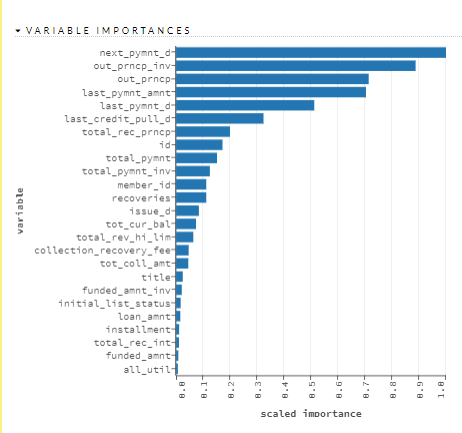 VARIABLE IMPORTANCES
next_pymnt_d
out_prncp_inv
out_prncp
last_pymnt_amnt
last_pymnt_d
last_credit_pull_d
total_rec_prncp
id
total_pymnt
total_pymnt_inv
member_id
recoveries
issue_d
tot_cur_bal
total_rev_hi_lim
collection_recovery_fee
tot_coll_amt
title
funded_amnt_inv
initial_list_status
loan_amnt
installment
total_rec_int
funded_amnt
all_util
variable
0.0 0.1 0.2 0.3 0.4 0.5 0.6 0.7 0.8 0.9 1.0
scaled importance